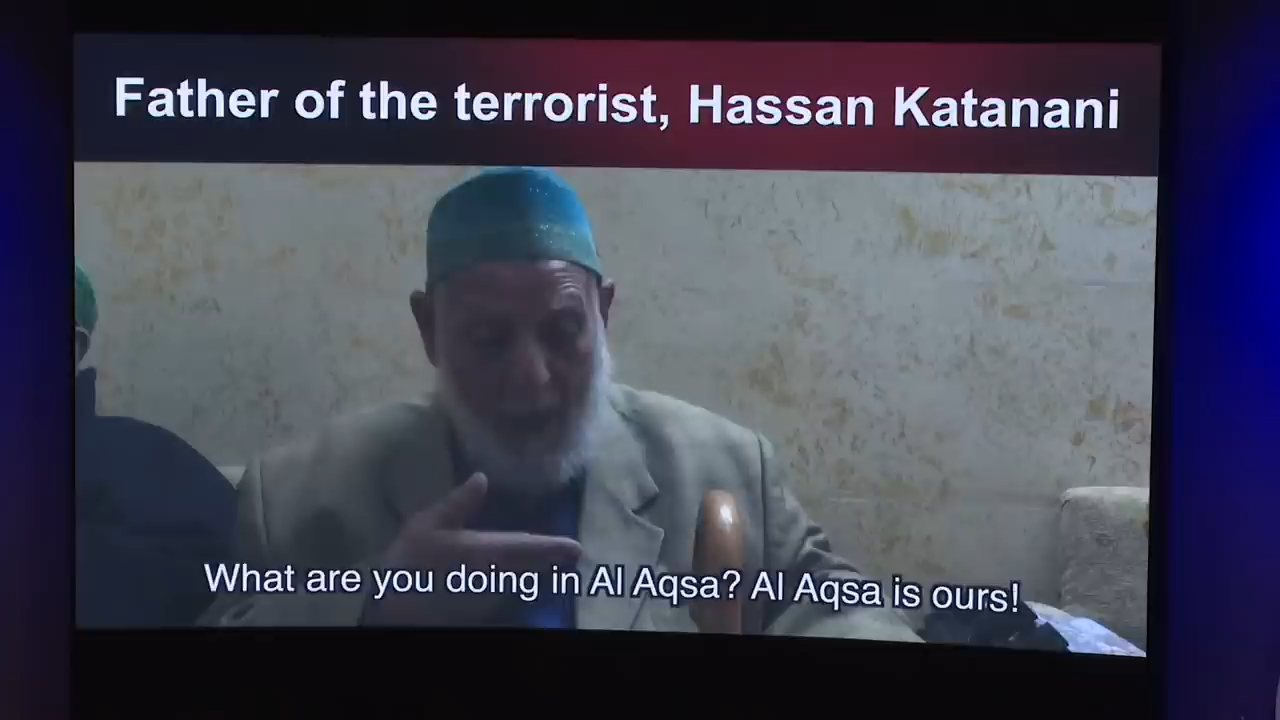 Father of the terrorist, Hassan Katanani
What are you doing in Al Aqsa? Al Aqsa is ours!